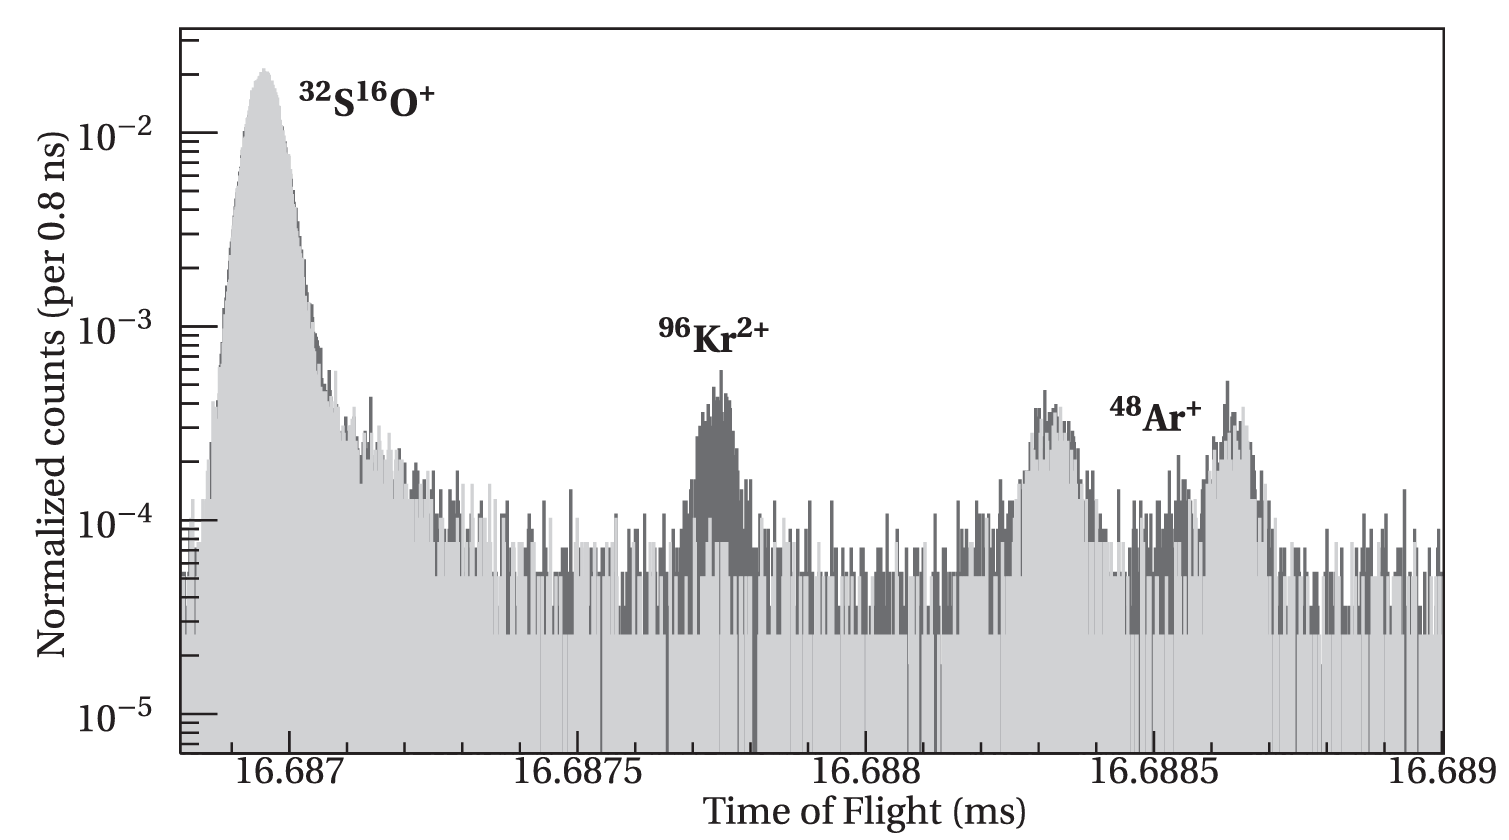 ³²S¹⁶O⁺
10⁻²
⁹⁶Kr²⁺
10⁻³
⁴⁸Ar⁺
10⁻⁴
10⁻⁵
Normalized counts (per 0.8 ns)
16.687 16.6875 16.688 16.6885 16.689
Time of Flight (ms)